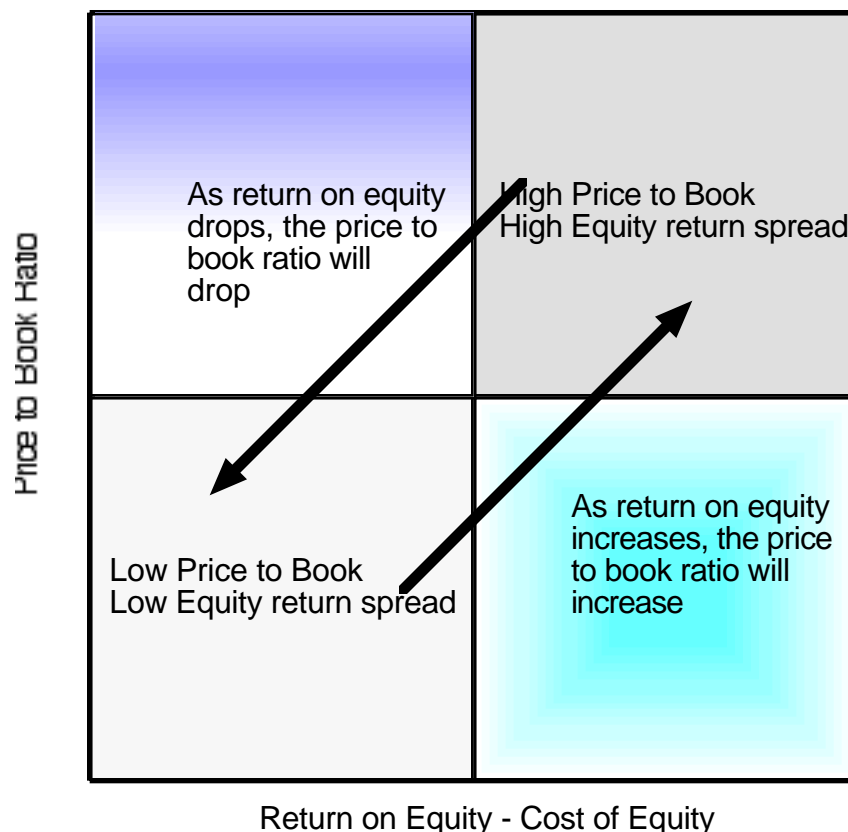 As return on equity
drops, the price to
book ratio will
drop
High Price to Book
High Equity return spread
Price to Book Ratio
Low Price to Book
Low Equity return spread
As return on equity
increases, the price
to book ratio will
increase
Return on Equity - Cost of Equity